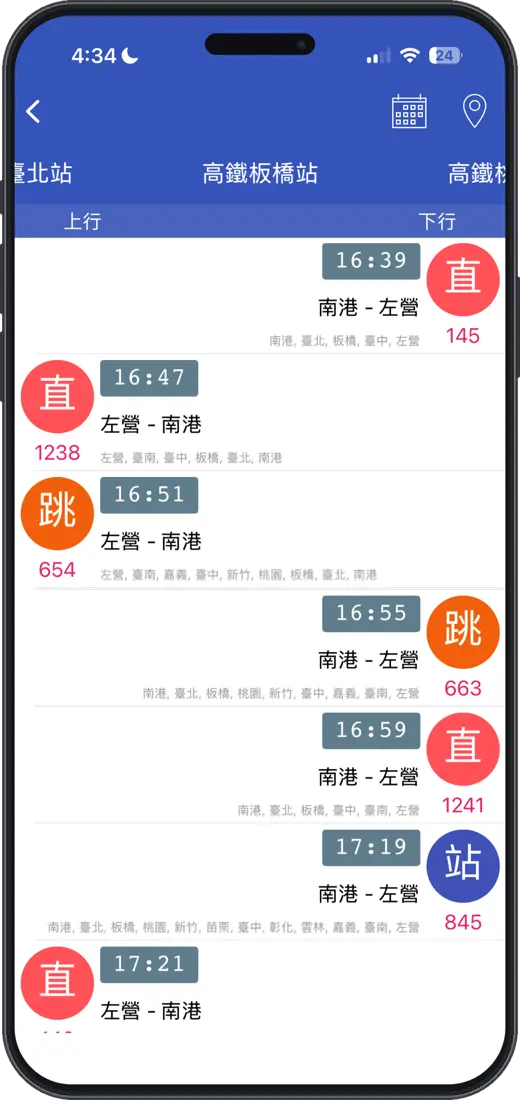 4:34
24
臺北站 高鐵板橋站 高鐵
上行 下行
16:39
直
南港 - 左營
145
南港, 臺北, 板橋, 臺中, 左營
16:47
直
左營 - 南港
1238
左營, 臺南, 臺中, 板橋, 臺北, 南港
16:51
跳
左營 - 南港
654
左營, 臺南, 嘉義, 臺中, 新竹, 桃園, 板橋, 臺北, 南港
16:55
跳
南港 - 左營
663
南港, 臺北, 板橋, 桃園, 新竹, 臺中, 嘉義, 臺南, 左營
16:59
直
南港 - 左營
1241
南港, 臺北, 板橋, 臺中, 臺南, 左營
17:19
站
南港 - 左營
845
南港, 臺北, 板橋, 桃園, 新竹, 苗栗, 臺中, 彰化, 雲林, 嘉義, 臺南, 左營
17:21
直
左營 - 南港